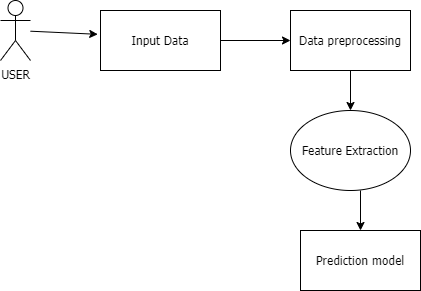 USER
Input Data
Data preprocessing
Feature Extraction
Prediction model